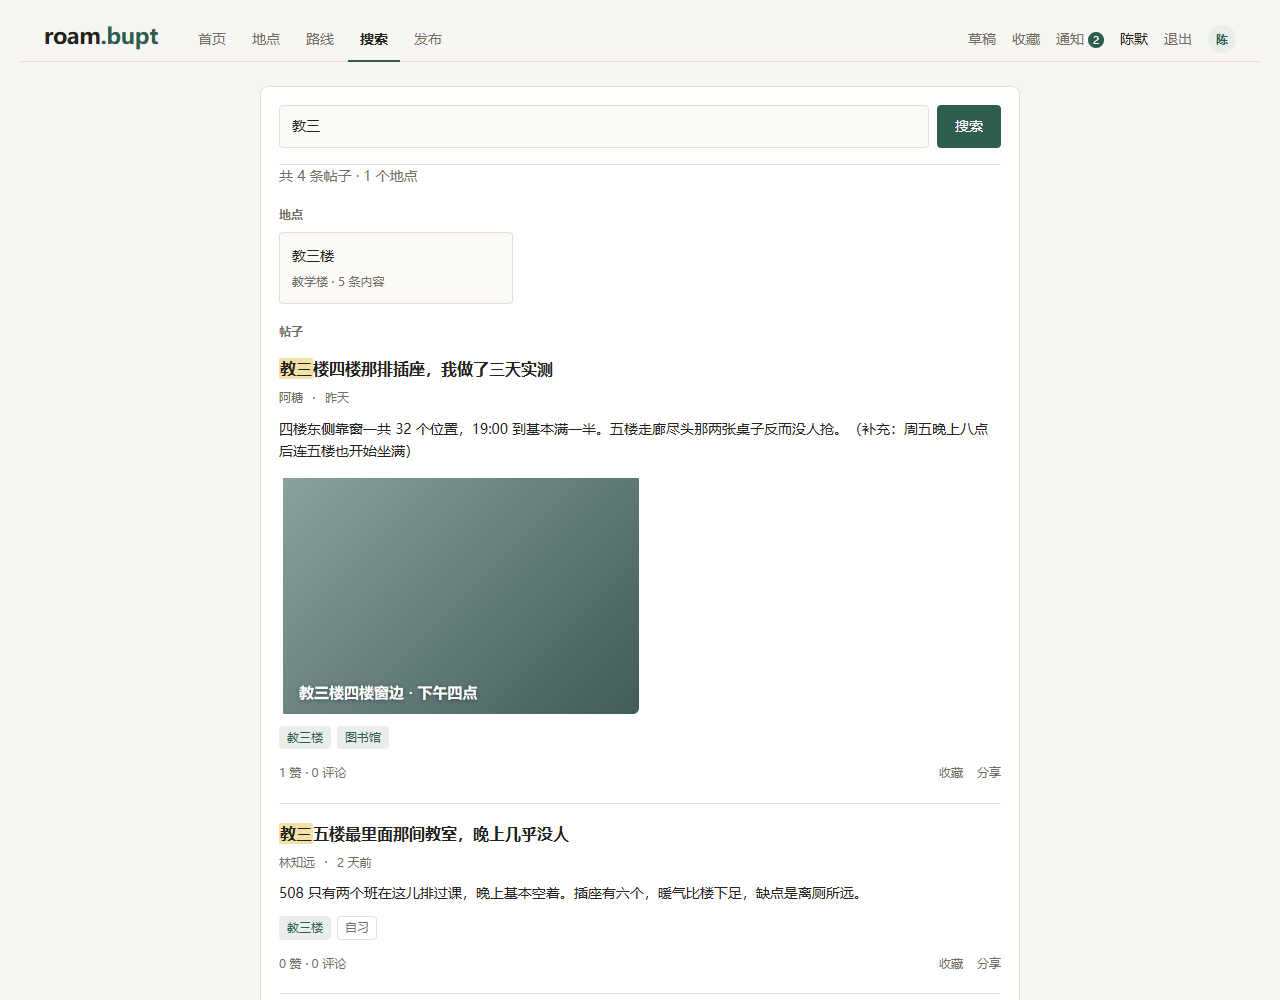 roam.bupt
首页 地点 路线 搜索 发布 草稿 收藏 通知 2 陈默 退出 陈
教三 搜索
共 4 条帖子 · 1 个地点
地点
教三楼
教学楼 · 5 条内容
帖子
教三楼四楼那排插座，我做了三天实测
阿糖 · 昨天
四楼东侧靠窗一共 32 个位置，19:00 到基本满一半。五楼走廊尽头那两张桌子反而没人抢。（补充：周五晚上八点
后连五楼也开始坐满）
教三楼四楼窗边 · 下午四点
教三楼 图书馆
1 赞 · 0 评论 收藏 分享
教三五楼最里面那间教室，晚上几乎没人
林知远 · 2 天前
508 只有两个班在这儿排过课，晚上基本空着。插座有六个，暖气比楼下足，缺点是离厕所远。
教三楼 自习
0 赞 · 0 评论 收藏 分享